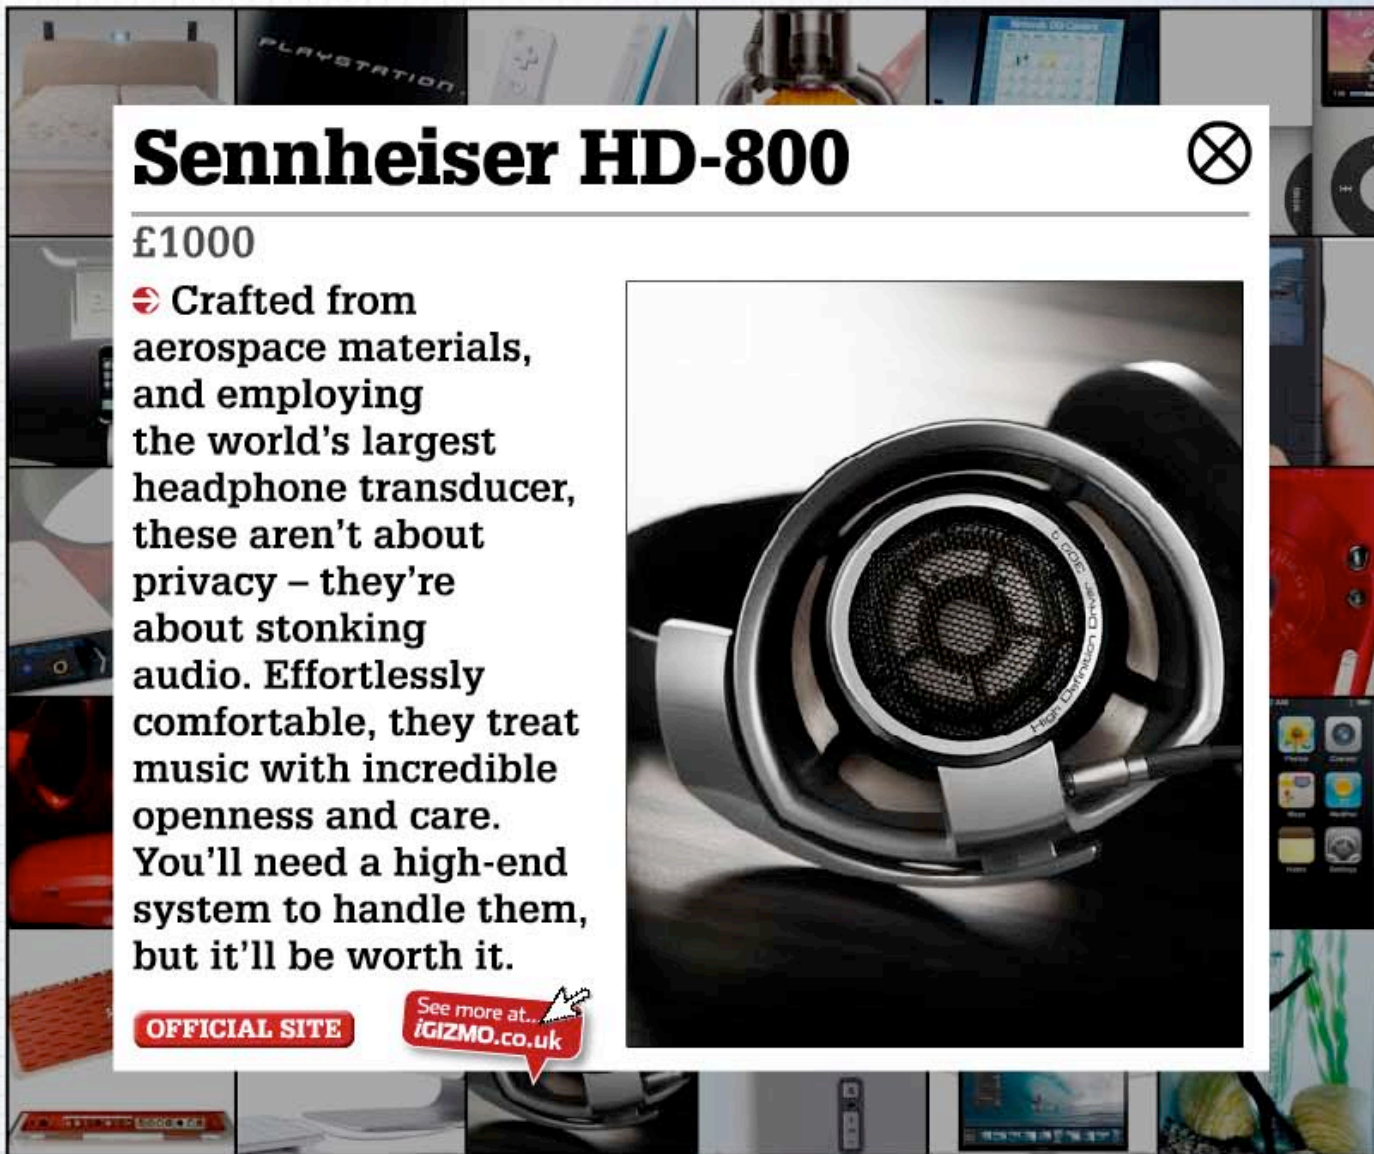 PLAYSTATION
Sennheiser HD-800
£1000
Crafted from
aerospace materials,
and employing
the world's largest
headphone transducer,
these aren't about
privacy – they're
about stonking
audio. Effortlessly
comfortable, they treat
music with incredible
openness and care.
You'll need a high-end
system to handle them,
but it'll be worth it.
High Definition Driver
OFFICIAL SITE
See more at...
iGIZMO.co.uk
MENU